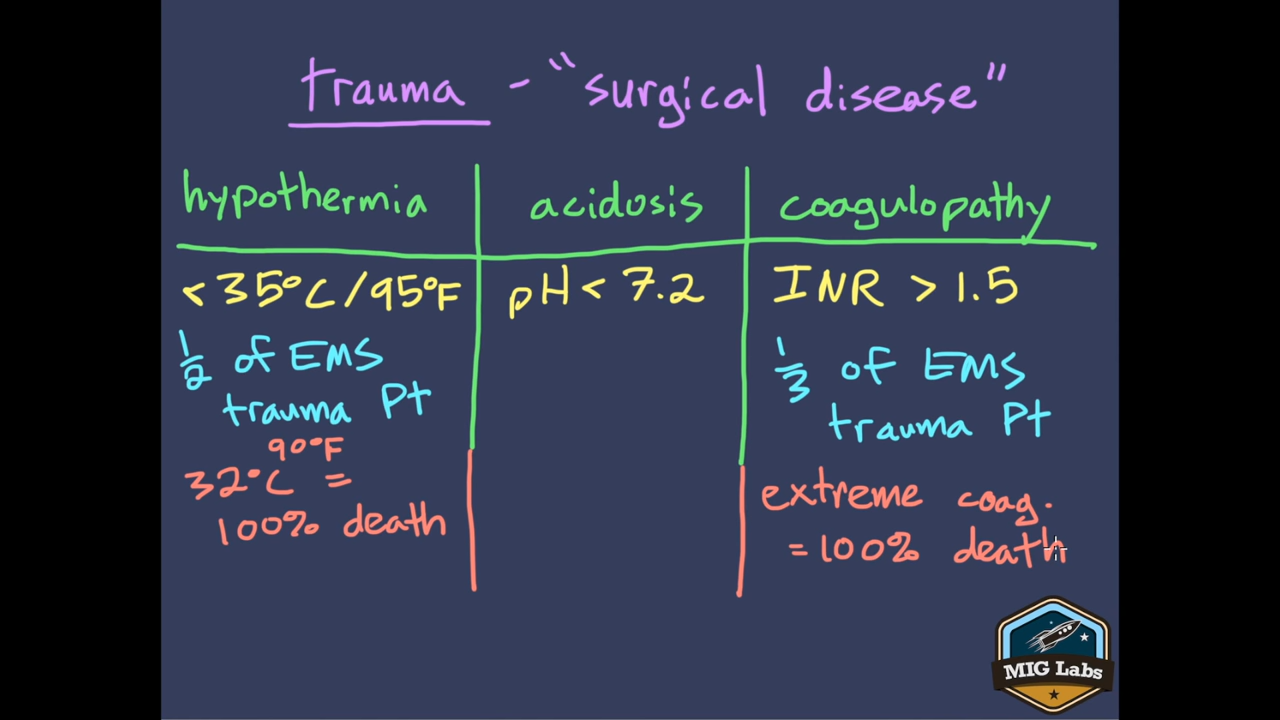 trauma - "surgical disease"
hypothermia
acidosis
coagulopathy
<35°C/95°F
pH < 7.2
INR > 1.5
1/2 of EMS
trauma Pt
90°F
32°C =
100% death
1/3 of EMS
trauma Pt
extreme coag.
= 100% death
MIG Labs